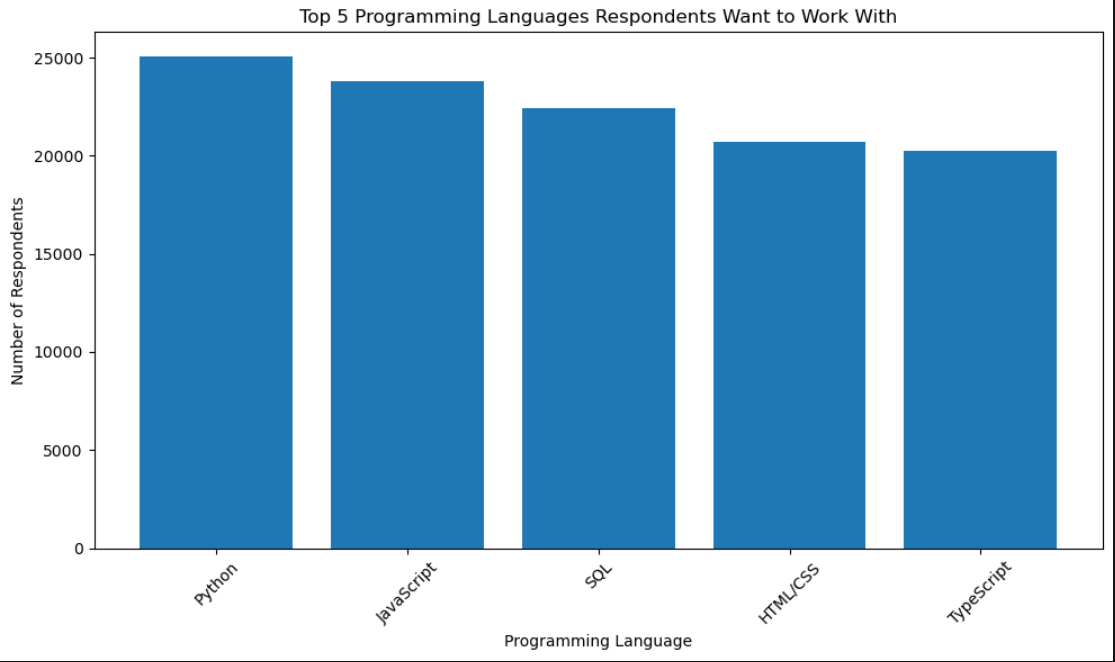 Top 5 Programming Languages Respondents Want to Work With
Number of Respondents
25000
20000
15000
10000
5000
0
Python
JavaScript
SQL
HTML/CSS
TypeScript
Programming Language